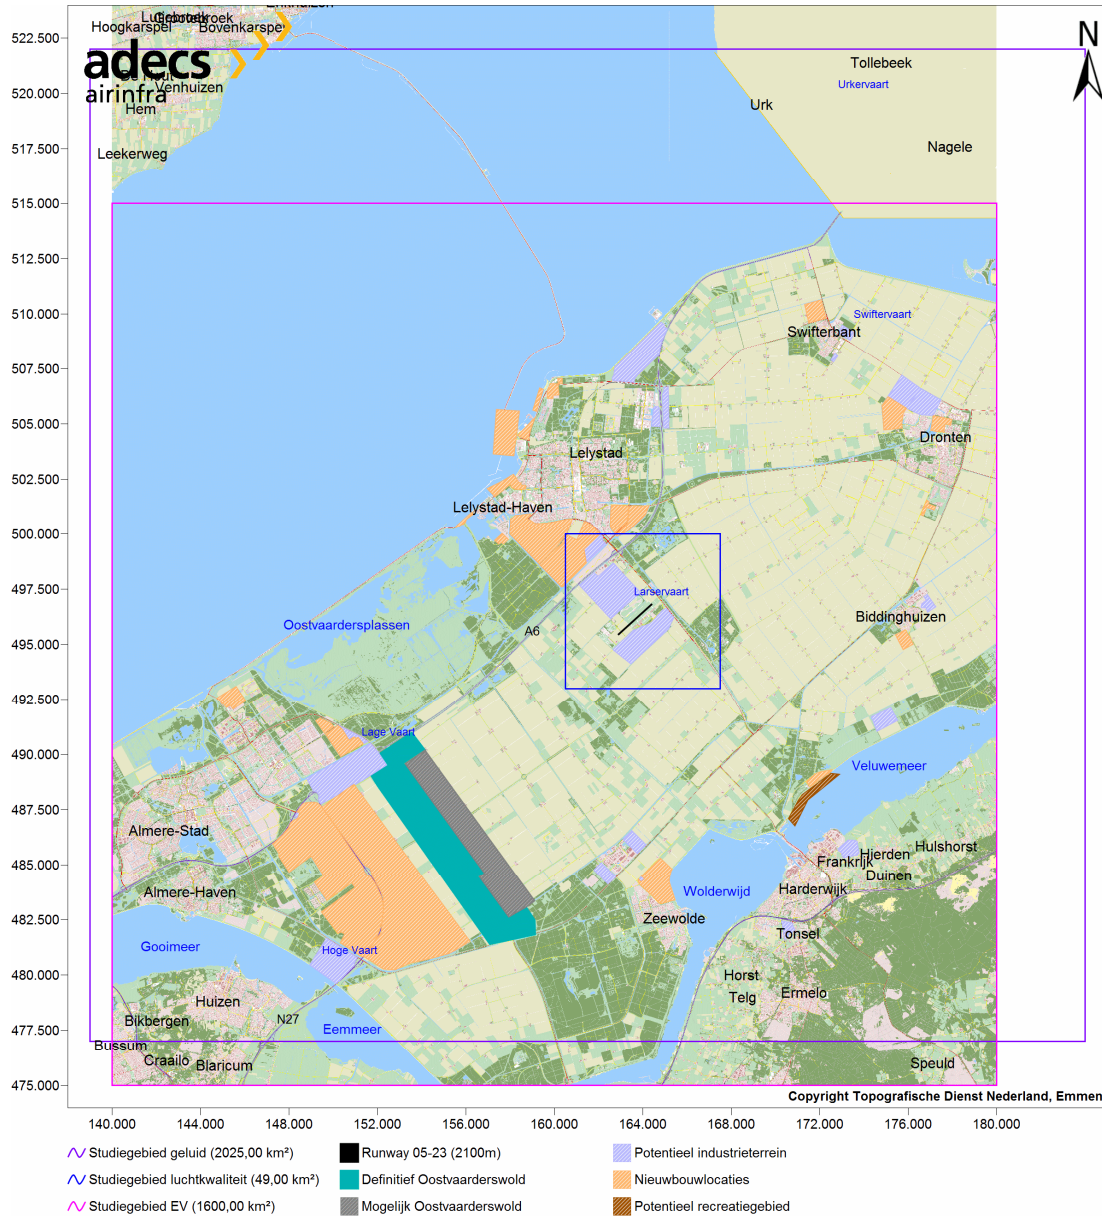 Enkhuizen
Lutjebroek
Grootebroek
Hoogkarspel
Bovenkarspel
522.500
N
adecs
airinfra
De Hout
Venhuizen
Hem
Leekerweg
Tollebeek
Urkervaart
Urk
Nagele
520.000
517.500
515.000
512.500
510.000
507.500
505.000
502.500
500.000
497.500
495.000
492.500
490.000
487.500
485.000
482.500
480.000
477.500
475.000
Swiftervaart
Swifterbant
Dronten
Lelystad
Lelystad-Haven
Larservaart
Biddinghuizen
Oostvaardersplassen
A6
Lage Vaart
Veluwemeer
Almere-Stad
Hulshorst
Hierden
Frankrijk
Duinen
Almere-Haven
Wolderwijd
Harderwijk
Zeewolde
Tonsel
Gooimeer
Hoge Vaart
Horst
Telg
Ermelo
Huizen
Bikbergen
N27
Eemmeer
Bussum
Craailo
Blaricum
Speuld
Copyright Topografische Dienst Nederland, Emmen
140.000 144.000 148.000 152.000 156.000 160.000 164.000 168.000 172.000 176.000 180.000
Studiegebied geluid (2025,00 km²)
Studiegebied luchtkwaliteit (49,00 km²)
Studiegebied EV (1600,00 km²)
Runway 05-23 (2100m)
Definitief Oostvaarderswold
Mogelijk Oostvaarderswold
Potentieel industrieterrein
Nieuwbouwlocaties
Potentieel recreatiegebied